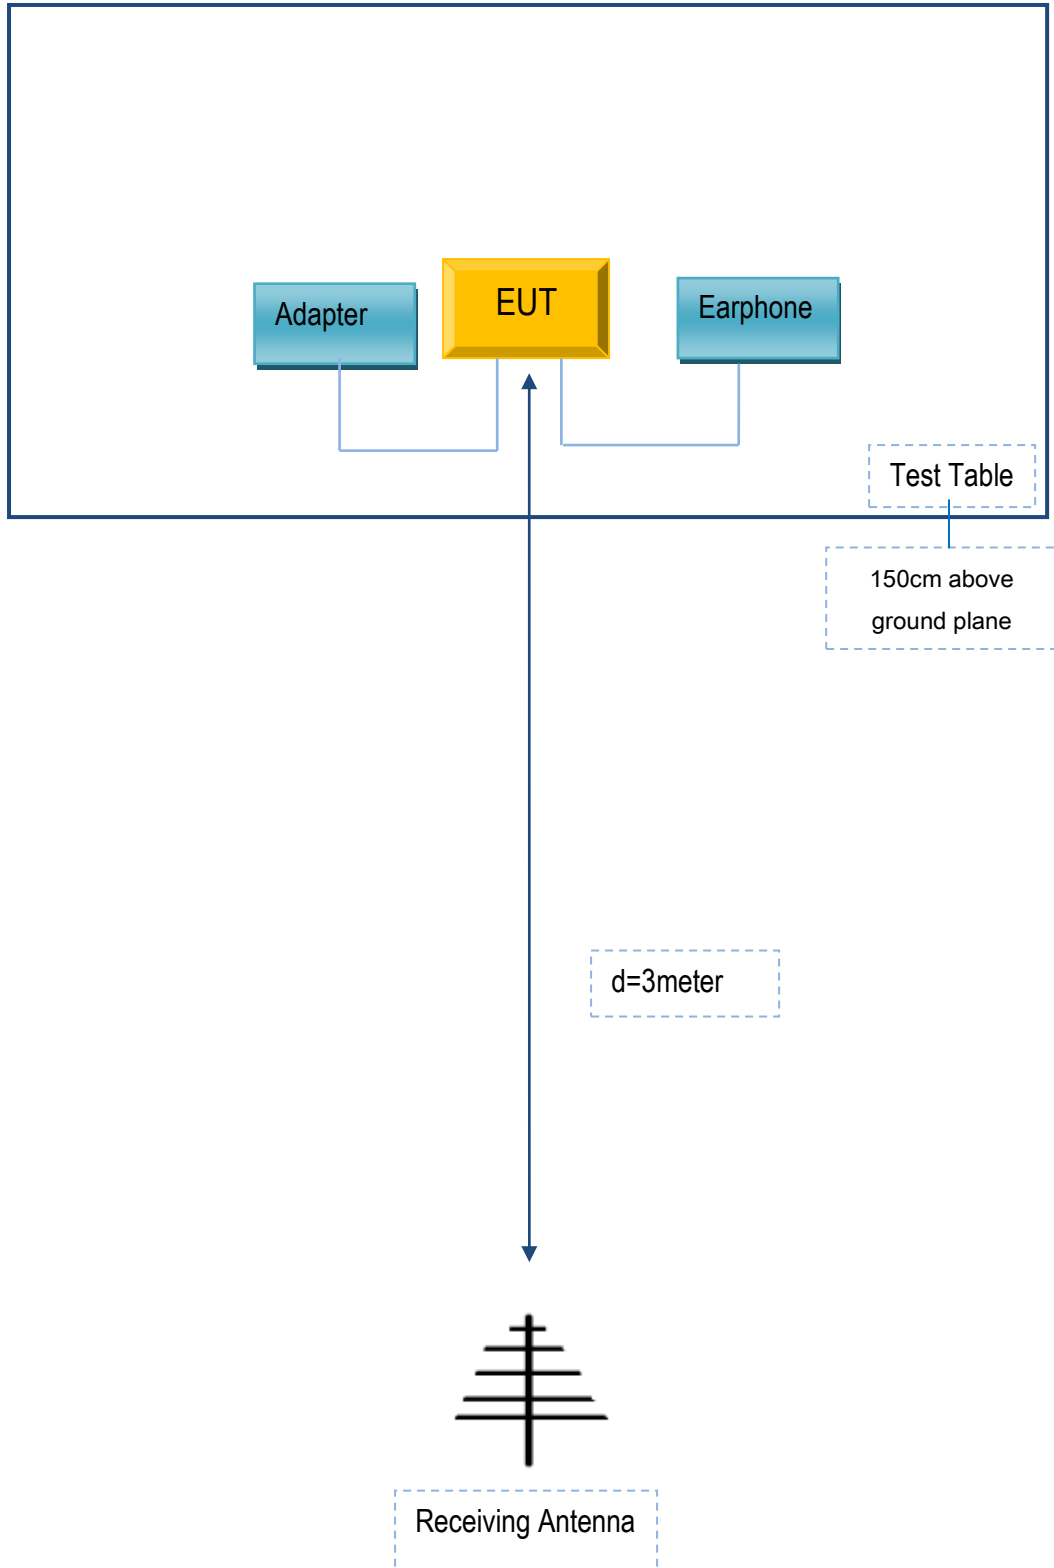 Adapter
EUT
Earphone
Test Table
150cm above
ground plane
d=3meter
Receiving Antenna